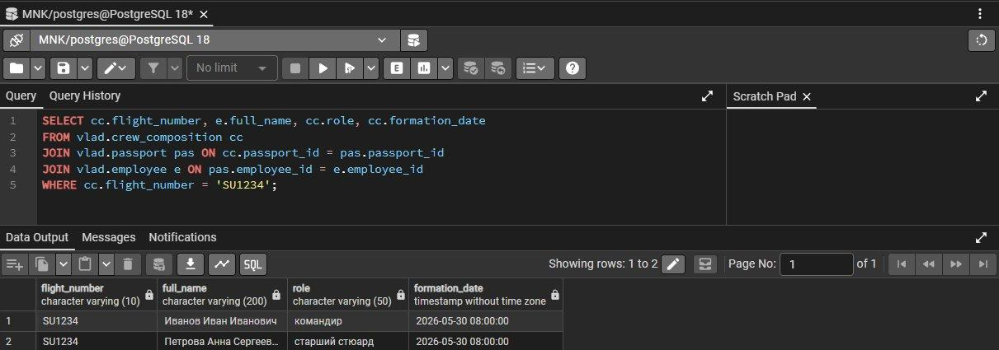 MNK/postgres@PostgreSQL 18*
MNK/postgres@PostgreSQL 18
No limit
E
Query Query History
Scratch Pad
1 SELECT cc.flight_number, e.full_name, cc.role, cc.formation_date
2 FROM vlad.crew_composition cc
3 JOIN vlad.passport pas ON cc.passport_id = pas.passport_id
4 JOIN vlad.employee e ON pas.employee_id = e.employee_id
5 WHERE cc.flight_number = 'SU1234';
Data Output Messages Notifications
SQL Showing rows: 1 to 2 Page No: 1 of 1
flight_number full_name role formation_date
character varying (10) character varying (200) character varying (50) timestamp without time zone
1 SU1234 Иванов Иван Иванович командир 2026-05-30 08:00:00
2 SU1234 Петрова Анна Сергеев... старший стюард 2026-05-30 08:00:00